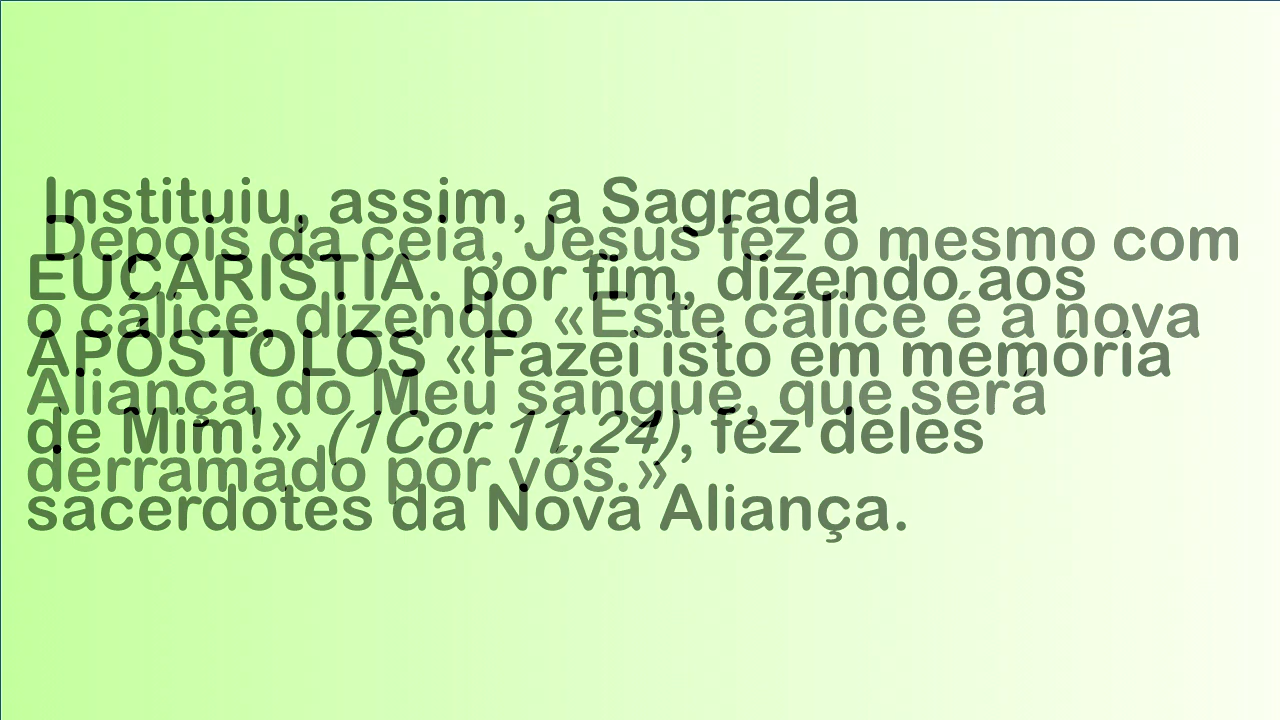 Instituiu, assim, a Sagrada
Depois da ceia, Jesus fez o mesmo com
EUCARISTIA. por fim, dizendo aos
o cálice, dizendo «Este cálice é a nova
APÓSTOLOS «Fazei isto em memória
Aliança do Meu sangue, que será
de Mim!» (1Cor 11,24), fez deles
derramado por vós.»
sacerdotes da Nova Aliança.